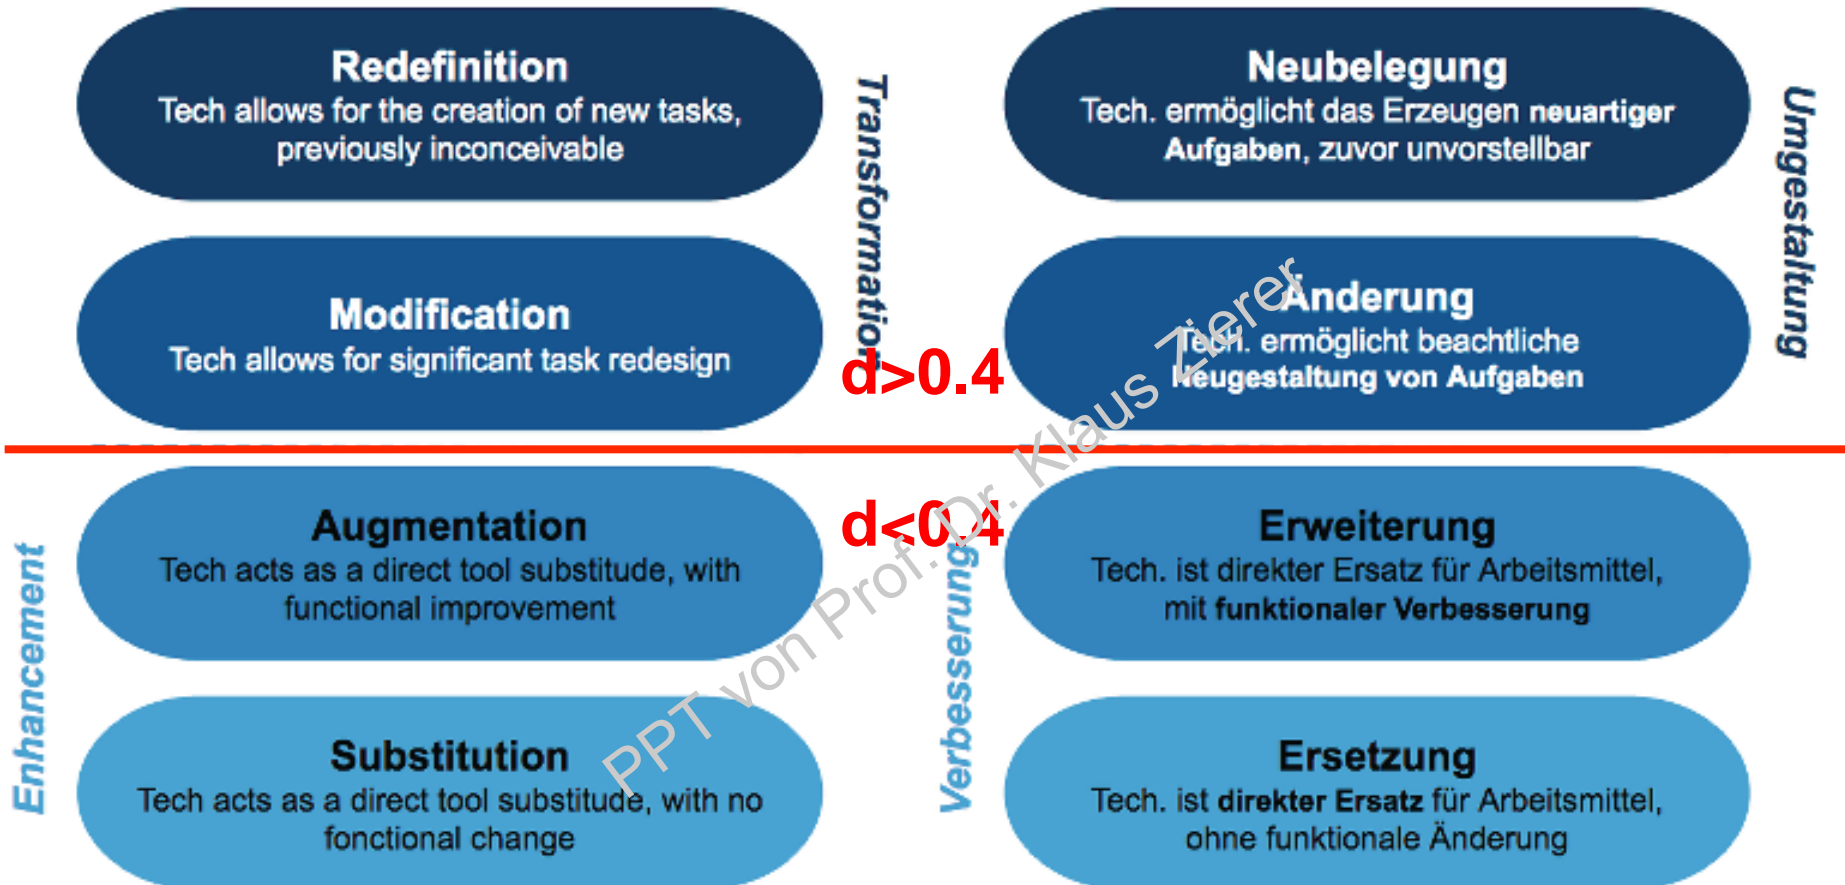 Redefinition
Tech allows for the creation of new tasks,
previously inconceivable
Modification
Tech allows for significant task redesign
Transformation
d>0.4
Neubelegung
Tech. ermöglicht das Erzeugen neuartiger
Aufgaben, zuvor unvorstellbar
Änderung
Tech. ermöglicht beachtliche
Neugestaltung von Aufgaben
Umgestaltung
Enhancement
Augmentation
Tech acts as a direct tool substitude, with
functional improvement
Substitution
Tech acts as a direct tool substitude, with no
fonctional change
d<0.4
Verbesserung
Erweiterung
Tech. ist direkter Ersatz für Arbeitsmittel,
mit funktionaler Verbesserung
Ersetzung
Tech. ist direkter Ersatz für Arbeitsmittel,
ohne funktionale Änderung
PPT von Prof. Dr. Klaus Zierer